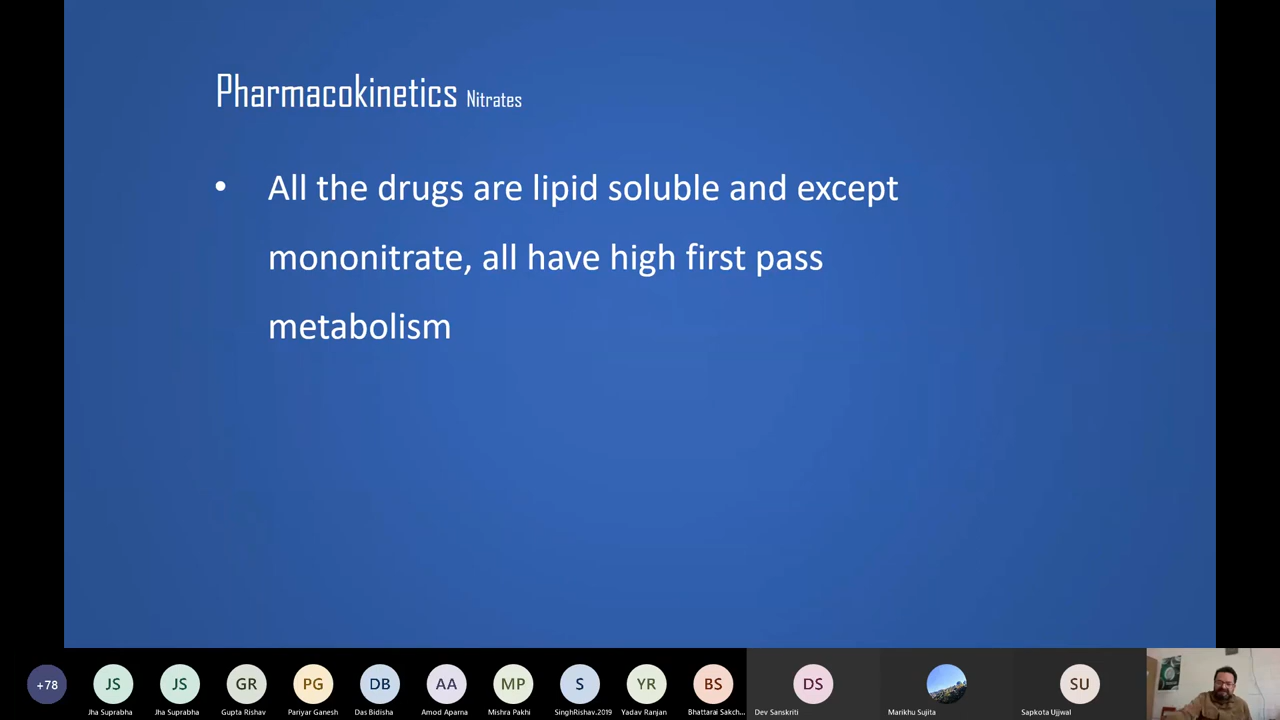 Pharmacokinetics Nitrates
• All the drugs are lipid soluble and except
mononitrate, all have high first pass
metabolism
+78
JS
JS
GR
PG
DB
AA
MP
S
YR
BS
DS
SU
Jha Suprabha
Jha Suprabha
Gupta Rishav
Pariyar Ganesh
Das Bidisha
Amod Aparna
Mishra Pakhi
SinghRishav.2019
Yadav Ranjan
Bhattarai Sakch...
Dev Sanskriti
Marikhu Sujita
Sapkota Ujjwal